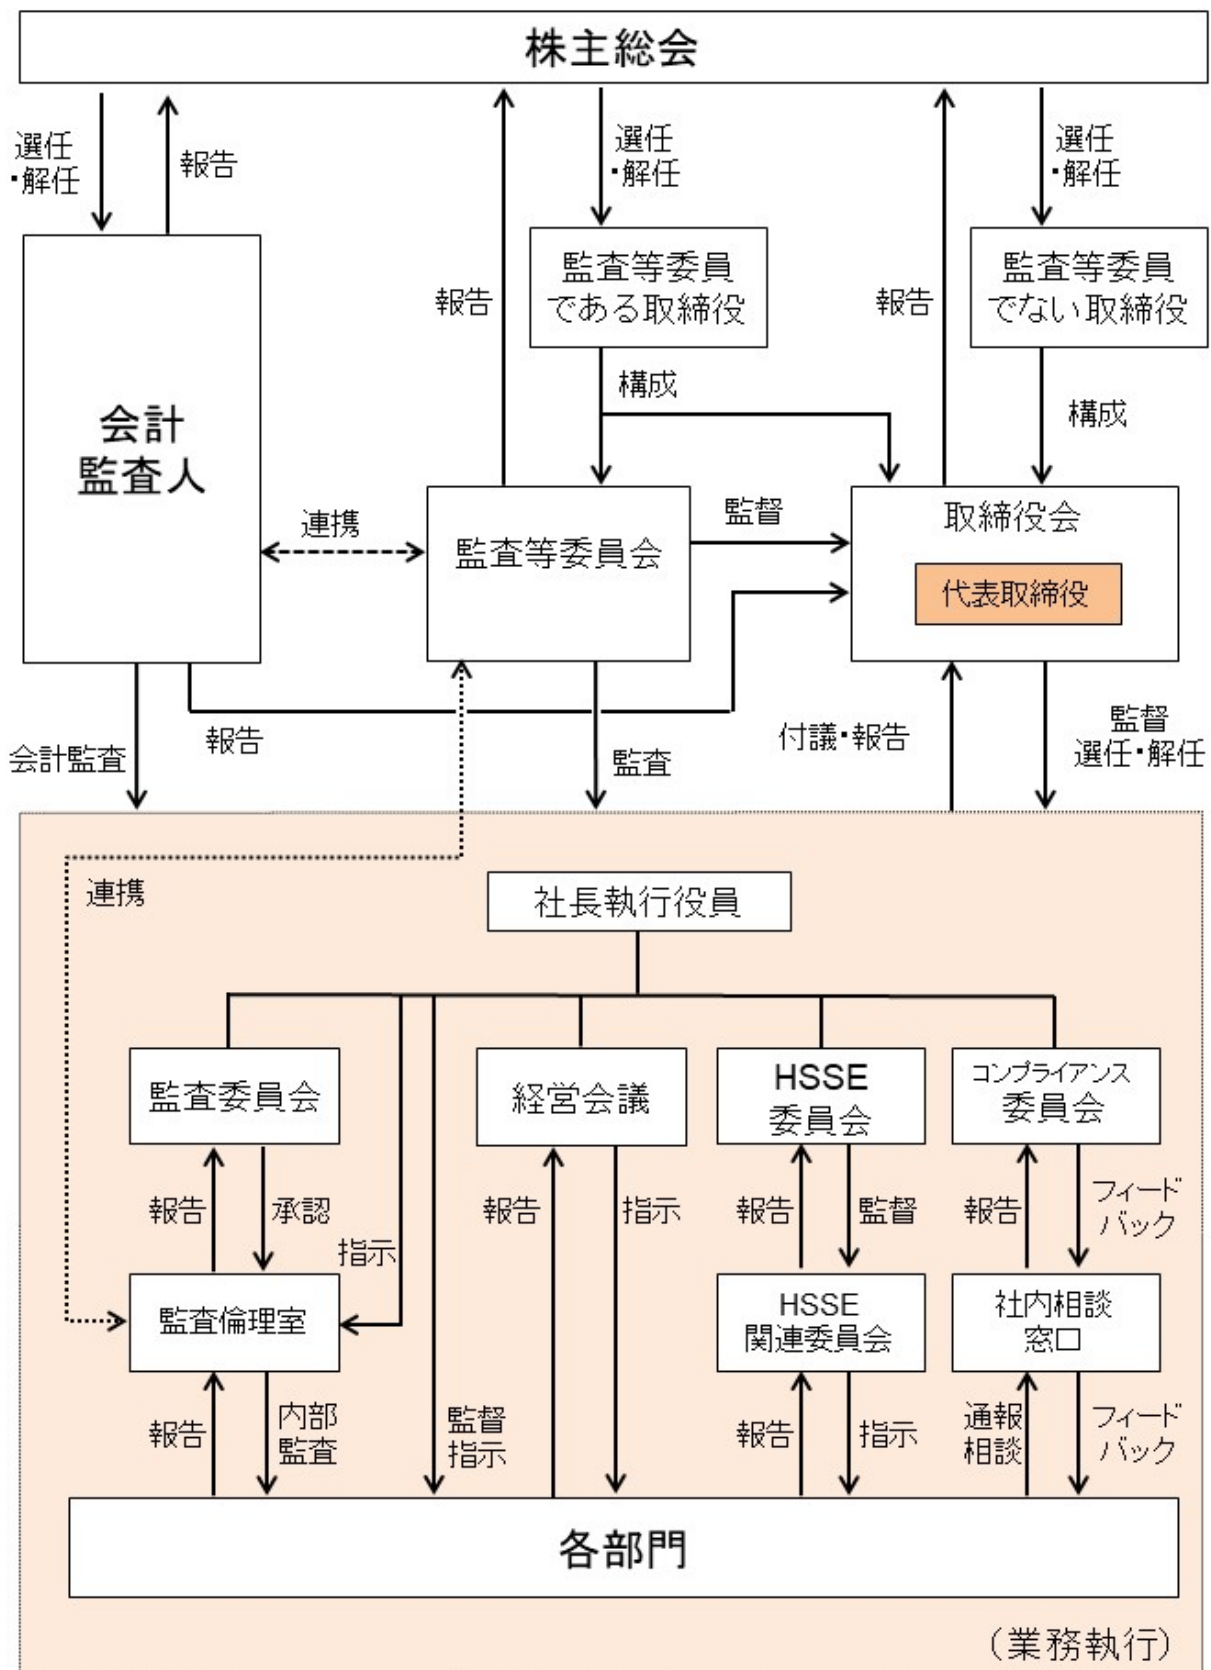 株主総会
選任
・解任
報告
選任
・解任
選任
・解任
報告
監査等委員
である取締役
報告
監査等委員
でない取締役
構成
構成
会計
監査人
連携
監査等委員会
監督
取締役会
代表取締役
会計監査
報告
監査
付議・報告
監督
選任・解任
連携
社長執行役員
監査委員会
経営会議
HSSE
委員会
コンプライアンス
委員会
報告
承認
指示
報告
指示
報告
監督
報告
フィード
バック
監査倫理室
HSSE
関連委員会
社内相談
窓口
報告
内部
監査
監督
指示
報告
指示
通報
相談
フィード
バック
各部門
（業務執行）